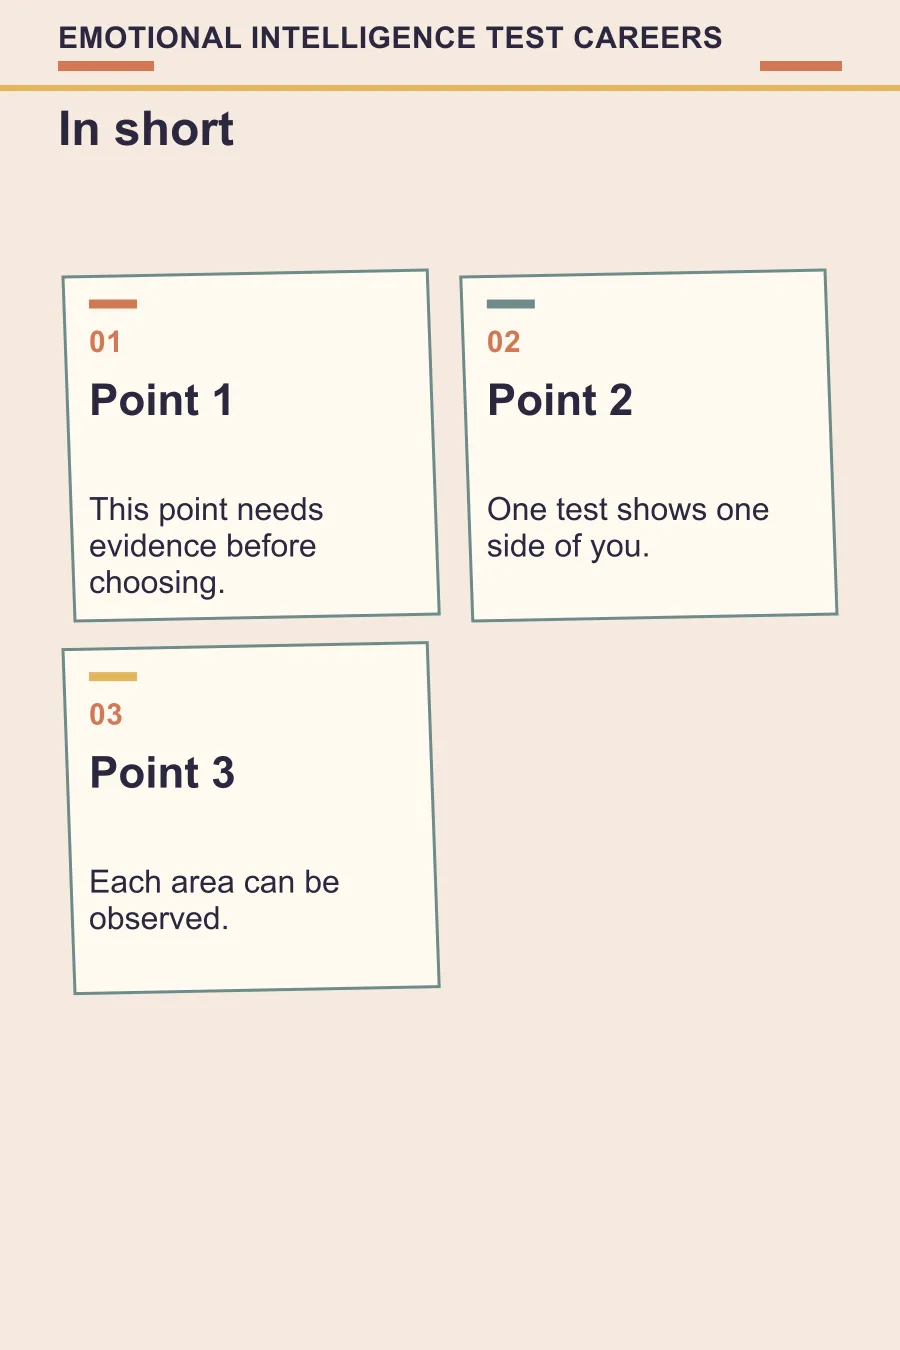 EMOTIONAL INTELLIGENCE TEST CAREERS
In short
01
Point 1
This point needs
evidence before
choosing.
02
Point 2
One test shows one
side of you.
03
Point 3
Each area can be
observed.